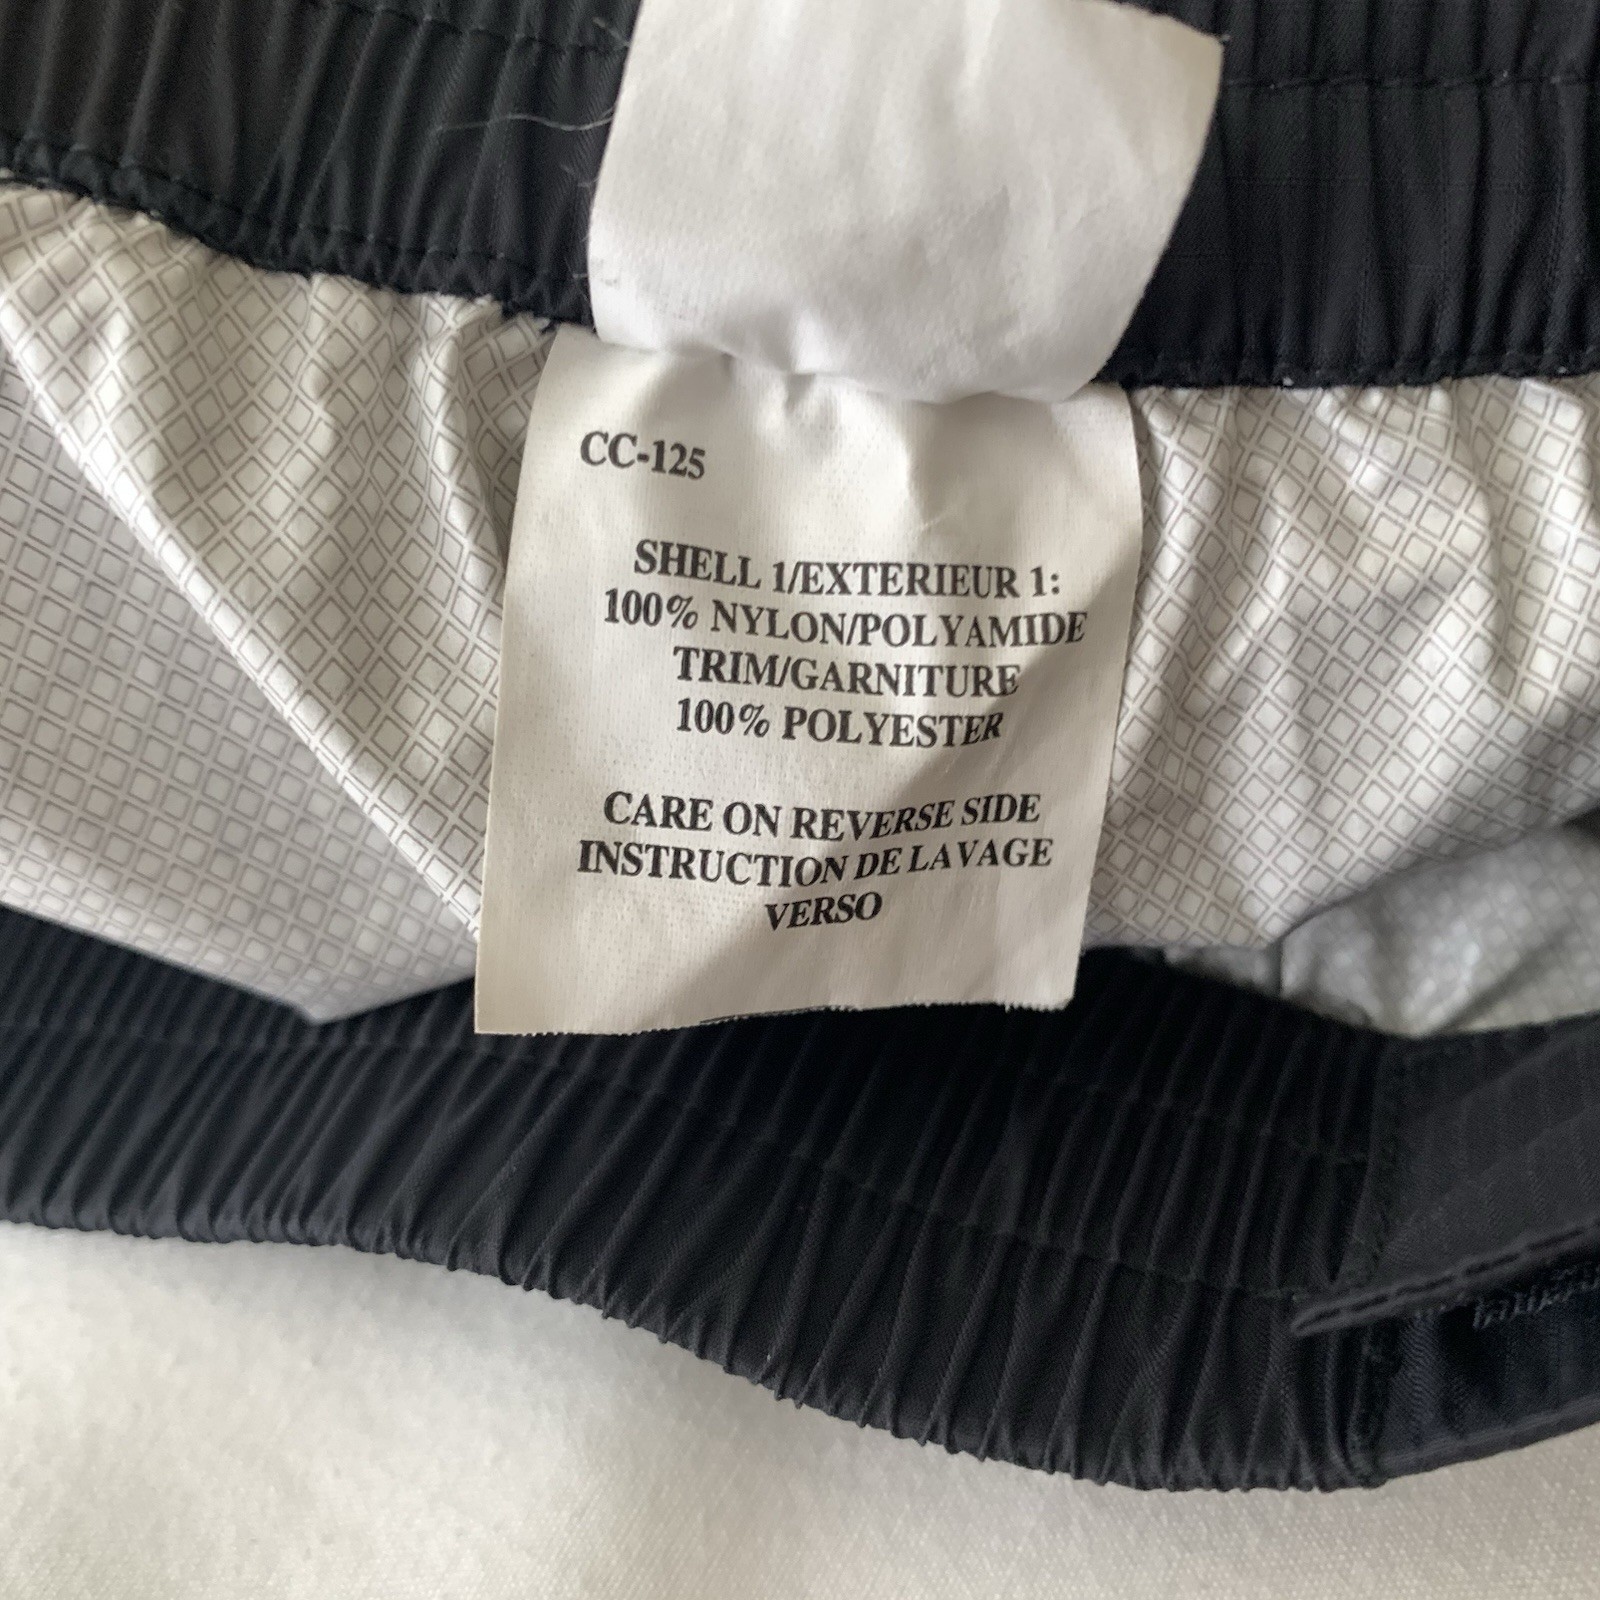 CC-125
SHELL 1/EXTERIEUR 1:
100% NYLON/POLYAMIDE
TRIM/GARNITURE
100% POLYESTER
CARE ON REVERSE SIDE
INSTRUCTION DE LAVAGE
VERSO